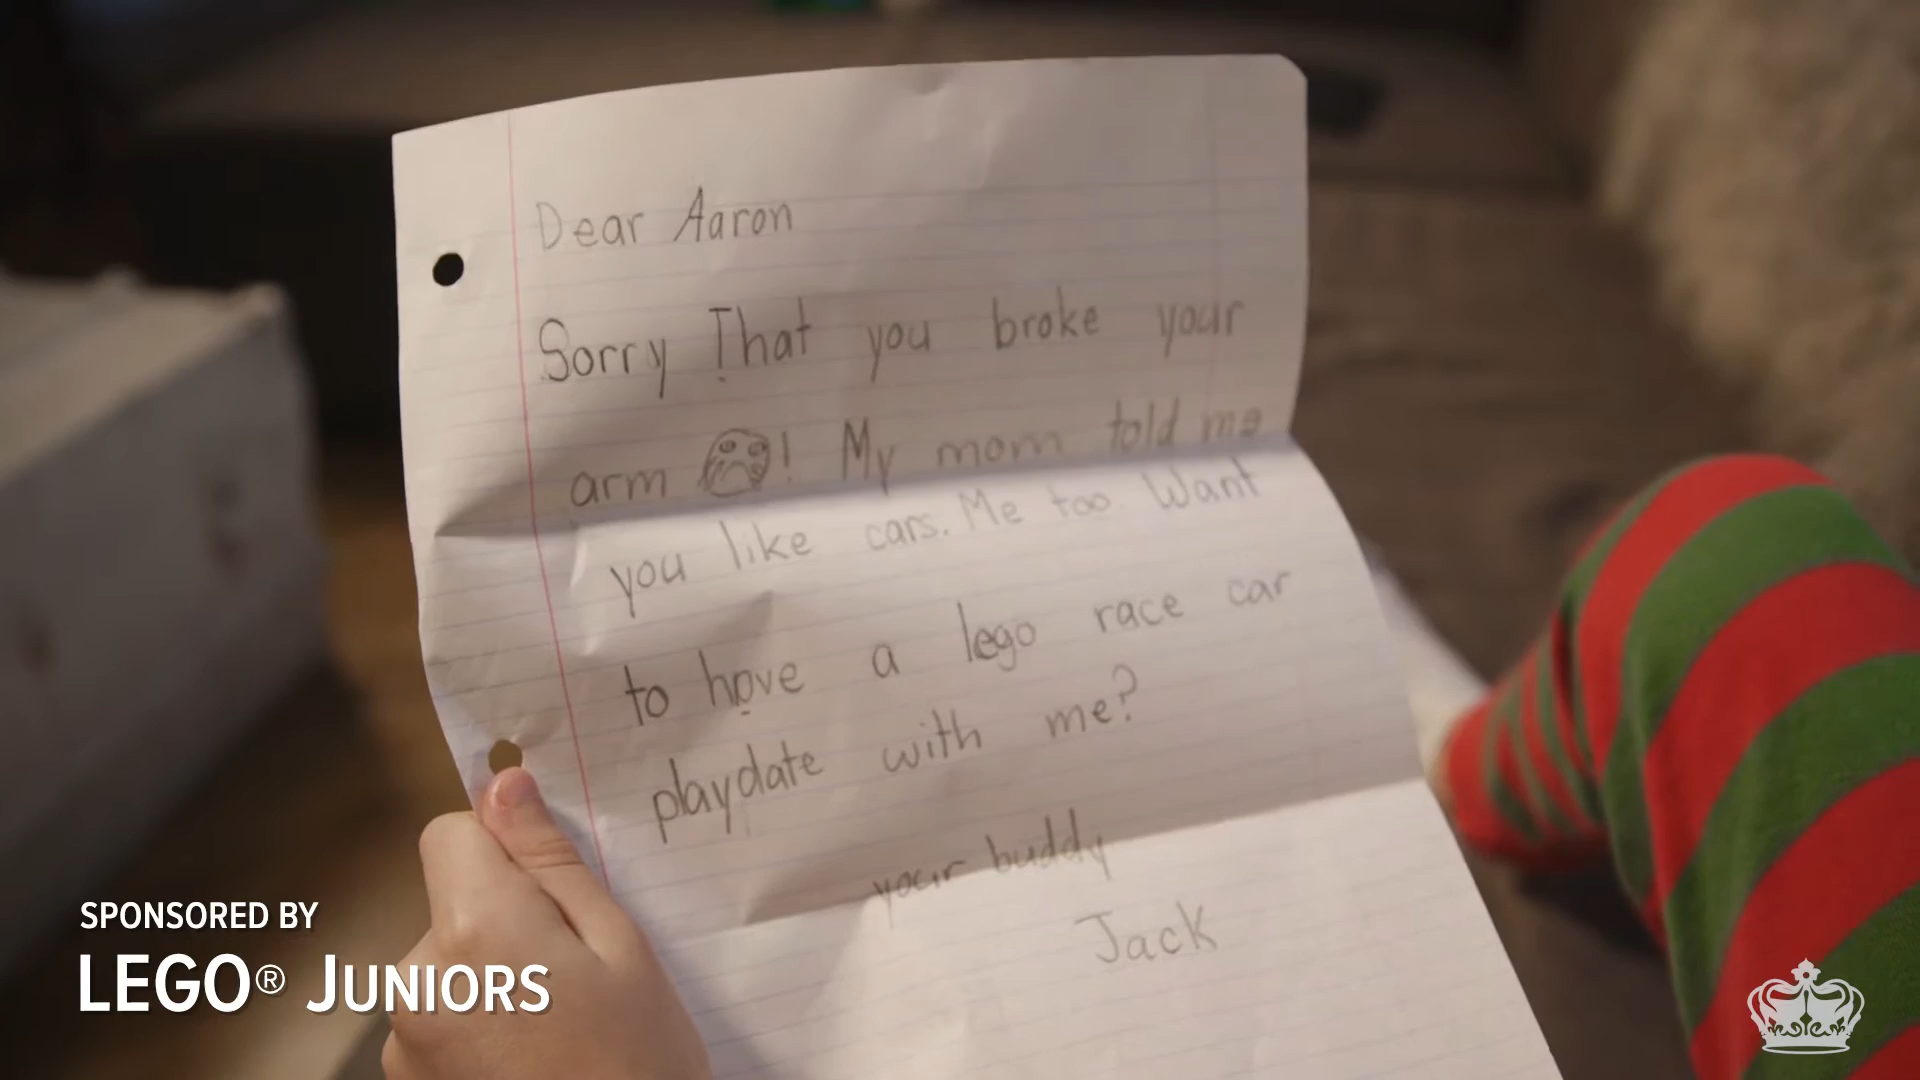 Dear Aaron
Sorry That you broke your
arm ! My mom told me
you like cars. Me too. Want
to have a lego race car
playdate with me?
your buddy
Jack
SPONSORED BY
LEGO® JUNIORS